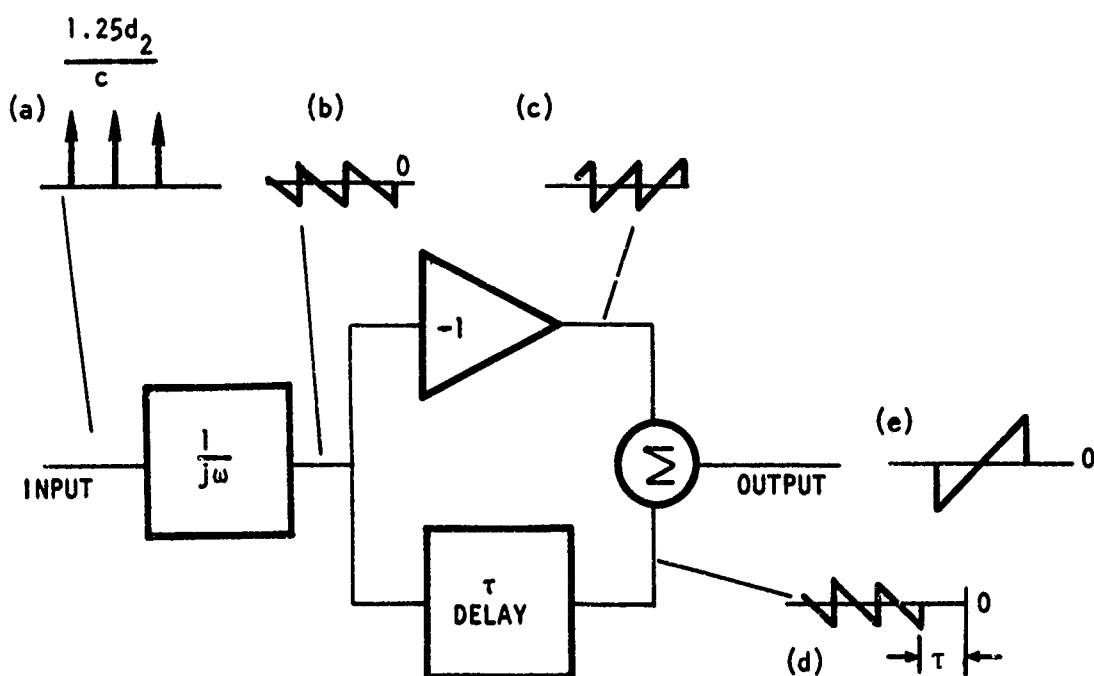 1.25d₂
c
(a)
(b)
(c)
0
-1
1
jω
INPUT
Σ
OUTPUT
(e)
0
τ
DELAY
0
(d)
τ